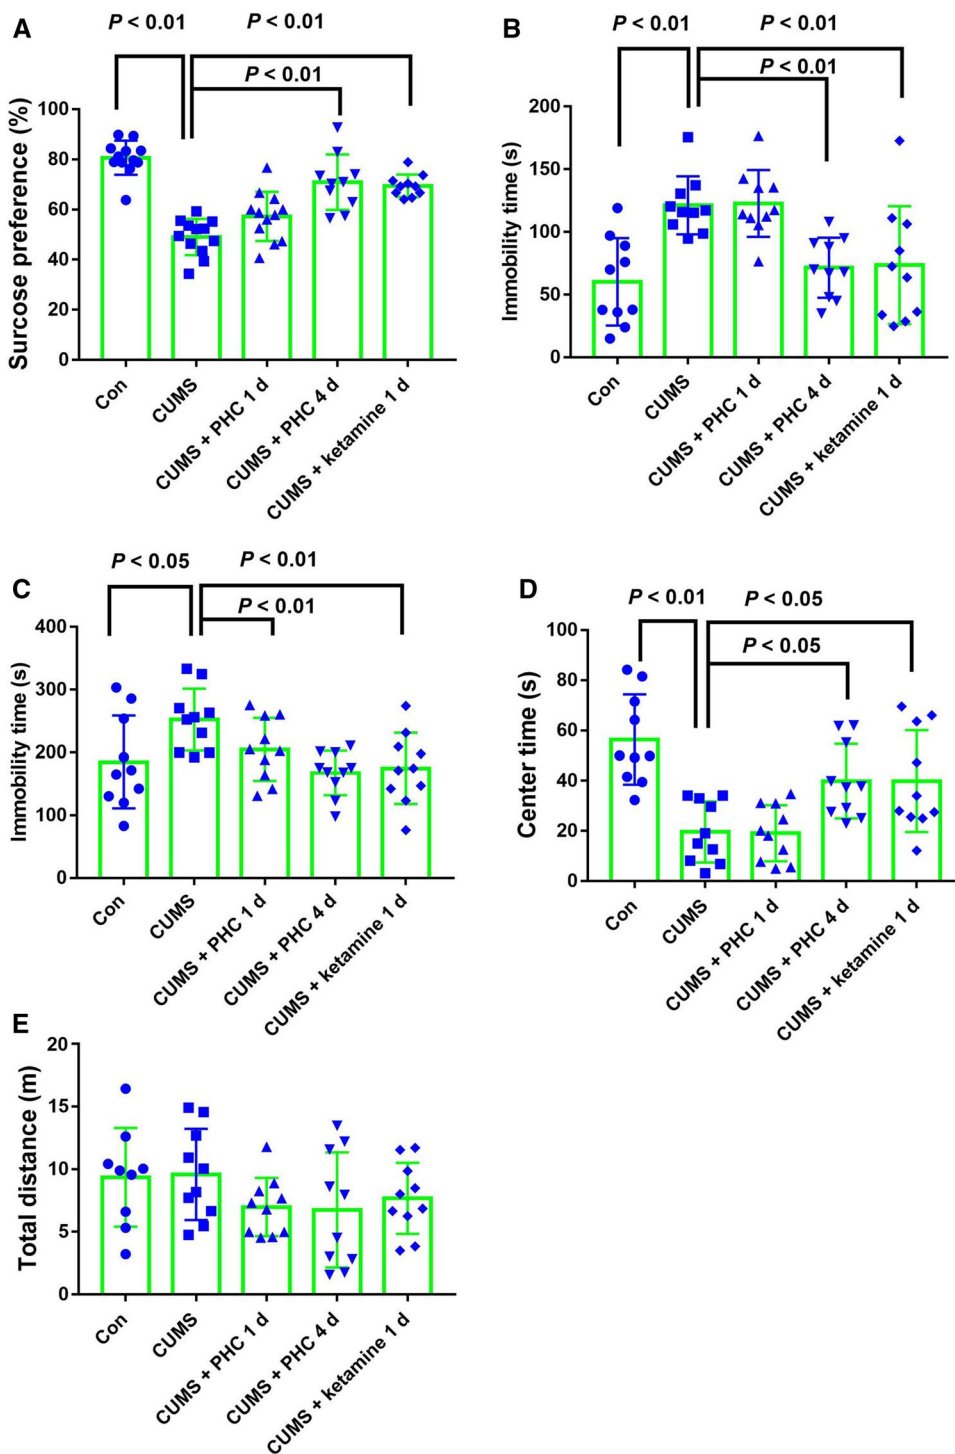 A
P < 0.01
P < 0.01
P < 0.01
Surcose preference (%)
100
80
60
40
20
0
Con
CUMS
CUMS + PHC 1 d
CUMS + PHC 4 d
CUMS + ketamine 1 d
B
P < 0.01
P < 0.01
P < 0.01
Immobility time (s)
200
150
100
50
0
Con
CUMS
CUMS + PHC 1 d
CUMS + PHC 4 d
CUMS + ketamine 1 d
C
P < 0.05
P < 0.01
P < 0.01
Immobility time (s)
400
300
200
100
0
Con
CUMS
CUMS + PHC 1 d
CUMS + PHC 4 d
CUMS + ketamine 1 d
D
P < 0.01
P < 0.05
P < 0.05
Center time (s)
100
80
60
40
20
0
Con
CUMS
CUMS + PHC 1 d
CUMS + PHC 4 d
CUMS + ketamine 1 d
E
Total distance (m)
20
15
10
5
0
Con
CUMS
CUMS + PHC 1 d
CUMS + PHC 4 d
CUMS + ketamine 1 d